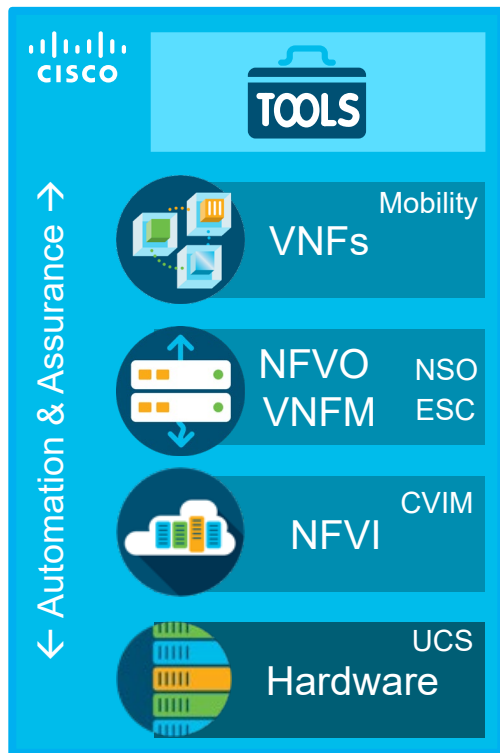 CISCO
TOOLS
← Automation & Assurance →
Mobility
VNFs
NFVO NSO
VNFM ESC
CVIM
NFVI
UCS
Hardware